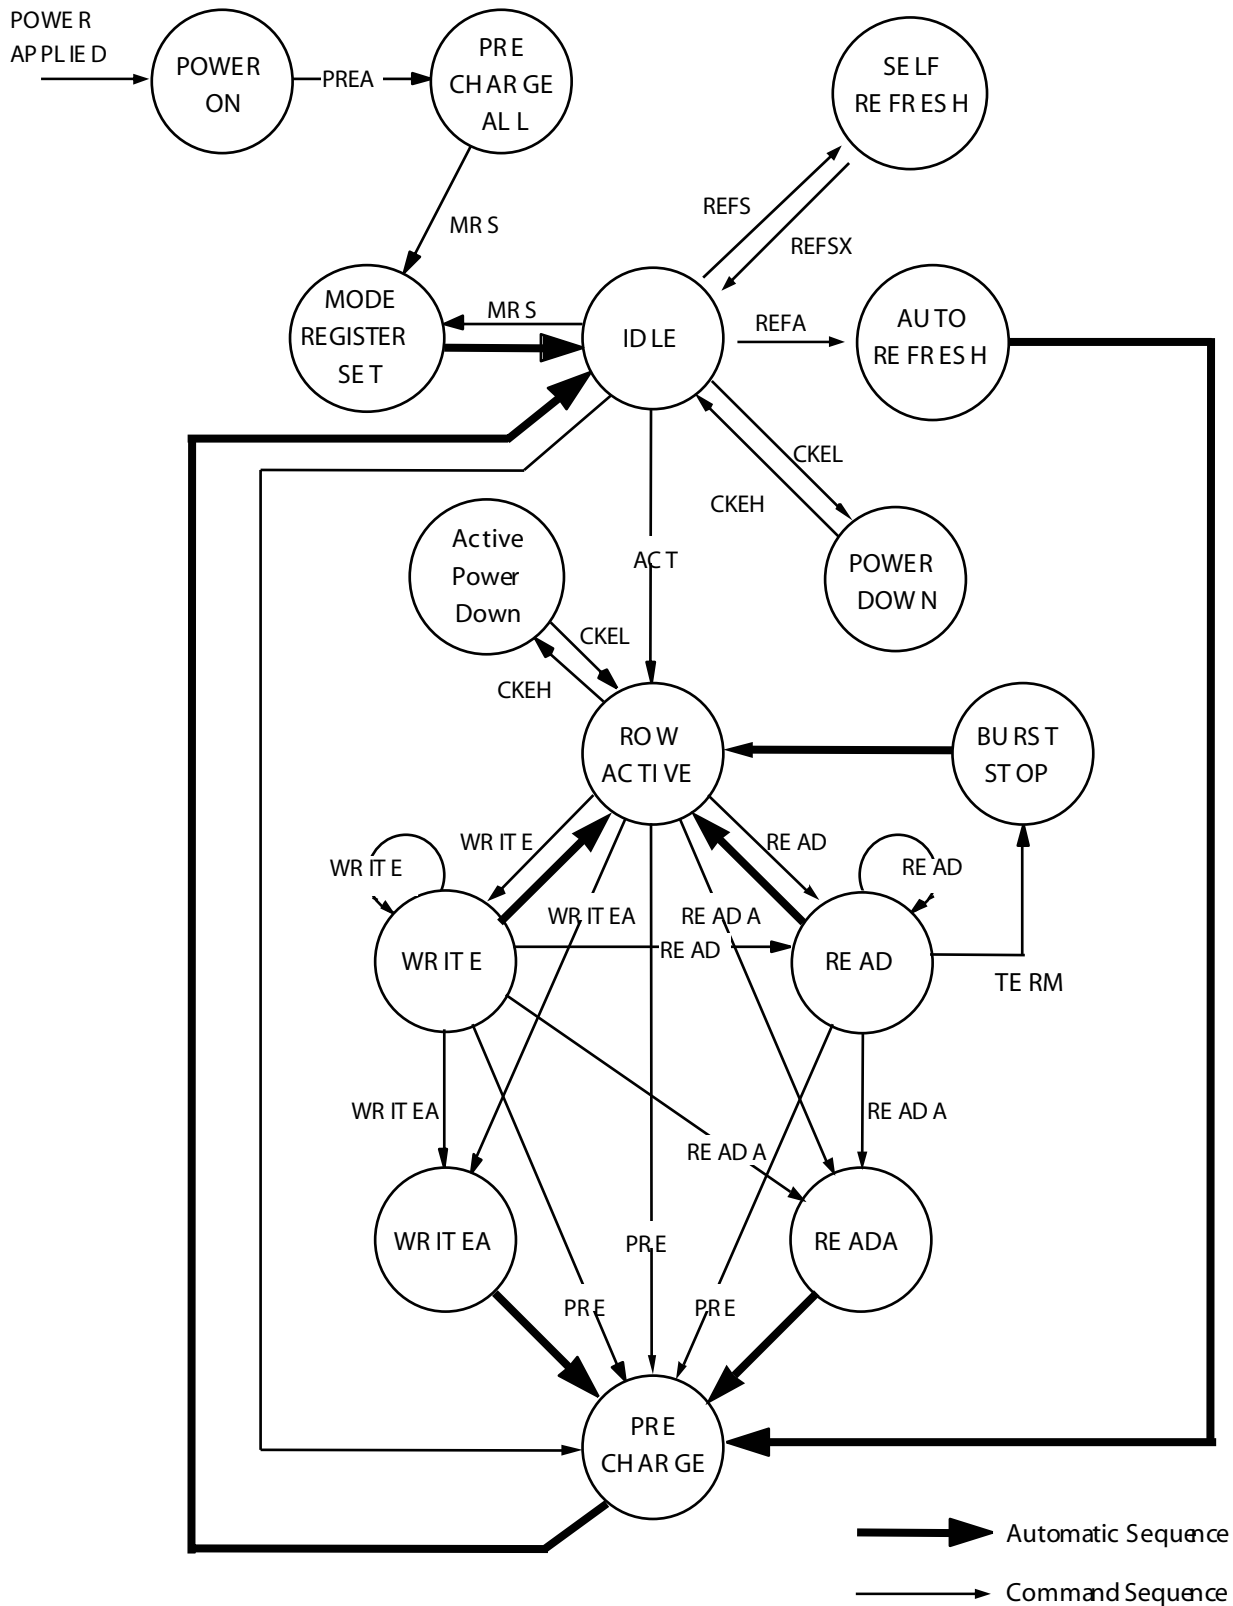 POWER
APPLIED
POWER
ON
PREA
PRE
CHARGE
ALL
SELF
REFRESH
MRS
REFS
REFSX
MODE
REGISTER
SET
MRS
IDLE
REFA
AUTO
REFRESH
CKEL
CKEH
Active
Power
Down
ACT
POWER
DOWN
CKEL
CKEH
ROW
ACTIVE
BURST
STOP
WRITE
READ
WRITE
READ
WRITEA
READA
WRITE
READ
READ
TERM
WRITEA
READA
READA
WRITEA
PRE
READA
PRE
PRE
PRE
CHARGE
Automatic Sequence
Command Sequence